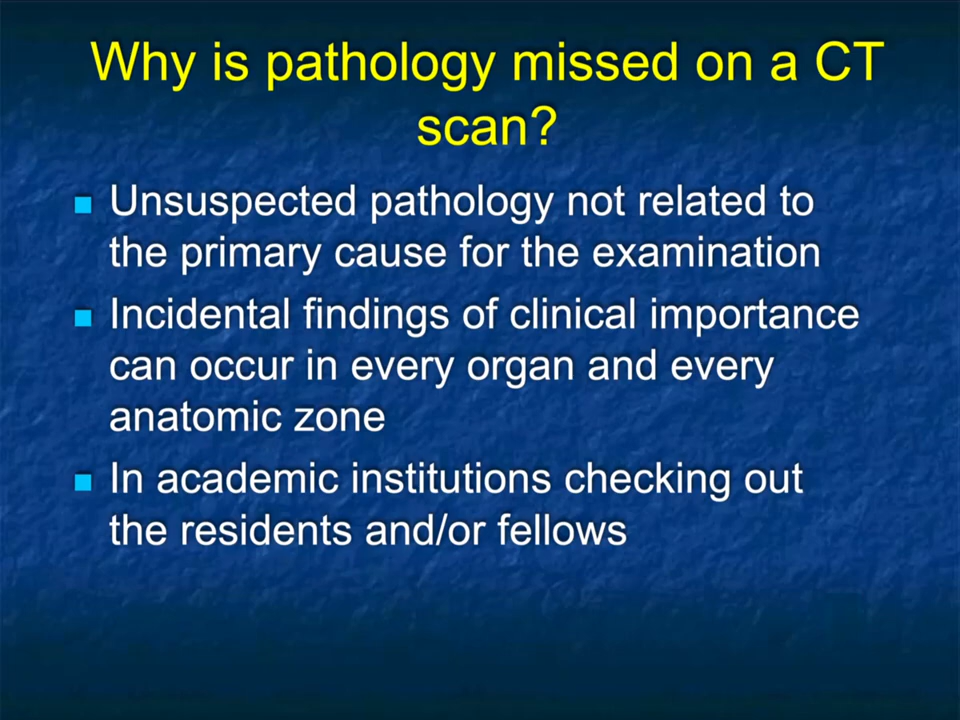 Why is pathology missed on a CT
scan?
Unsuspected pathology not related to
the primary cause for the examination
Incidental findings of clinical importance
can occur in every organ and every
anatomic zone
In academic institutions checking out
the residents and/or fellows